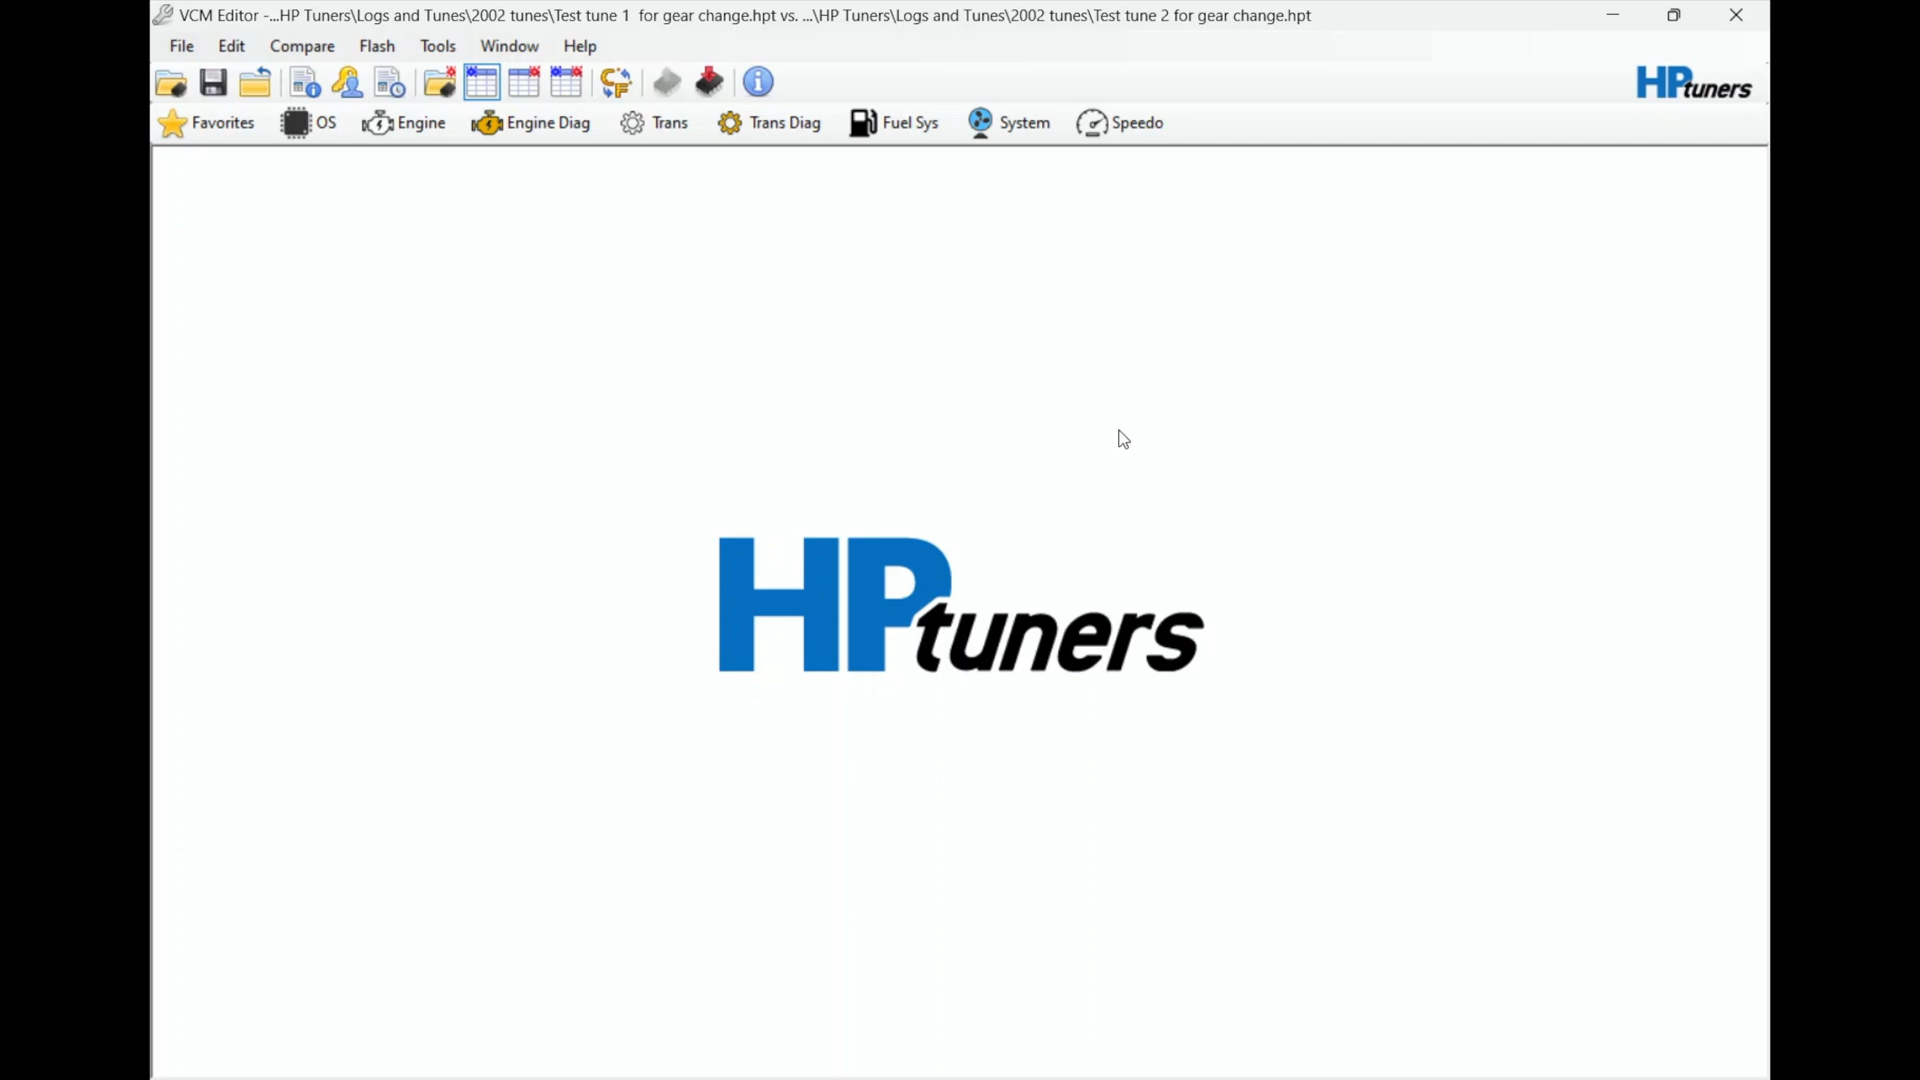 VCM Editor -...HP Tuners\Logs and Tunes\2002 tunes\Test tune 1  for gear change.hpt vs. ...\HP Tuners\Logs and Tunes\2002 tunes\Test tune 2 for gear change.hpt
File Edit Compare Flash Tools Window Help
HPtuners
Favorites OS Engine Engine Diag Trans Trans Diag Fuel Sys System Speedo
HPtuners